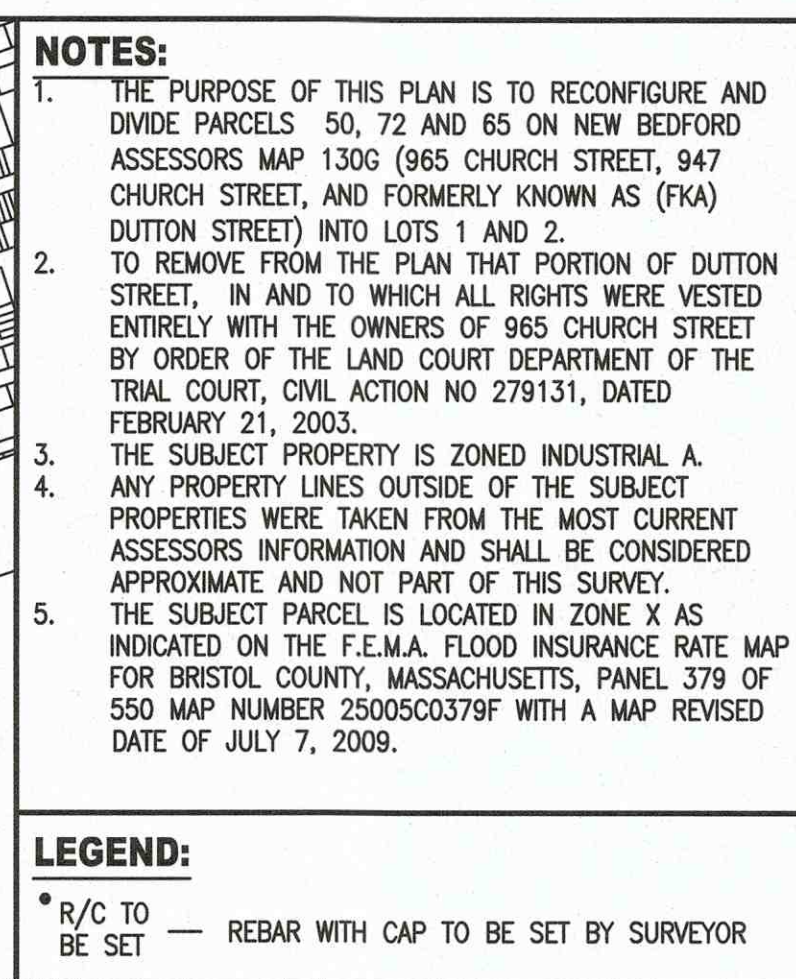 NOTES:
1. THE PURPOSE OF THIS PLAN IS TO RECONFIGURE AND
DIVIDE PARCELS 50, 72 AND 65 ON NEW BEDFORD
ASSESSORS MAP 130G (965 CHURCH STREET, 947
CHURCH STREET, AND FORMERLY KNOWN AS (FKA)
DUTTON STREET) INTO LOTS 1 AND 2.
2. TO REMOVE FROM THE PLAN THAT PORTION OF DUTTON
STREET, IN AND TO WHICH ALL RIGHTS WERE VESTED
ENTIRELY WITH THE OWNERS OF 965 CHURCH STREET
BY ORDER OF THE LAND COURT DEPARTMENT OF THE
TRIAL COURT, CIVIL ACTION NO 279131, DATED
FEBRUARY 21, 2003.
3. THE SUBJECT PROPERTY IS ZONED INDUSTRIAL A.
4. ANY PROPERTY LINES OUTSIDE OF THE SUBJECT
PROPERTIES WERE TAKEN FROM THE MOST CURRENT
ASSESSORS INFORMATION AND SHALL BE CONSIDERED
APPROXIMATE AND NOT PART OF THIS SURVEY.
5. THE SUBJECT PARCEL IS LOCATED IN ZONE X AS
INDICATED ON THE F.E.M.A. FLOOD INSURANCE RATE MAP
FOR BRISTOL COUNTY, MASSACHUSETTS, PANEL 379 OF
550 MAP NUMBER 25005C0379F WITH A MAP REVISED
DATE OF JULY 7, 2009.
LEGEND:
R/C TO
BE SET — REBAR WITH CAP TO BE SET BY SURVEYOR